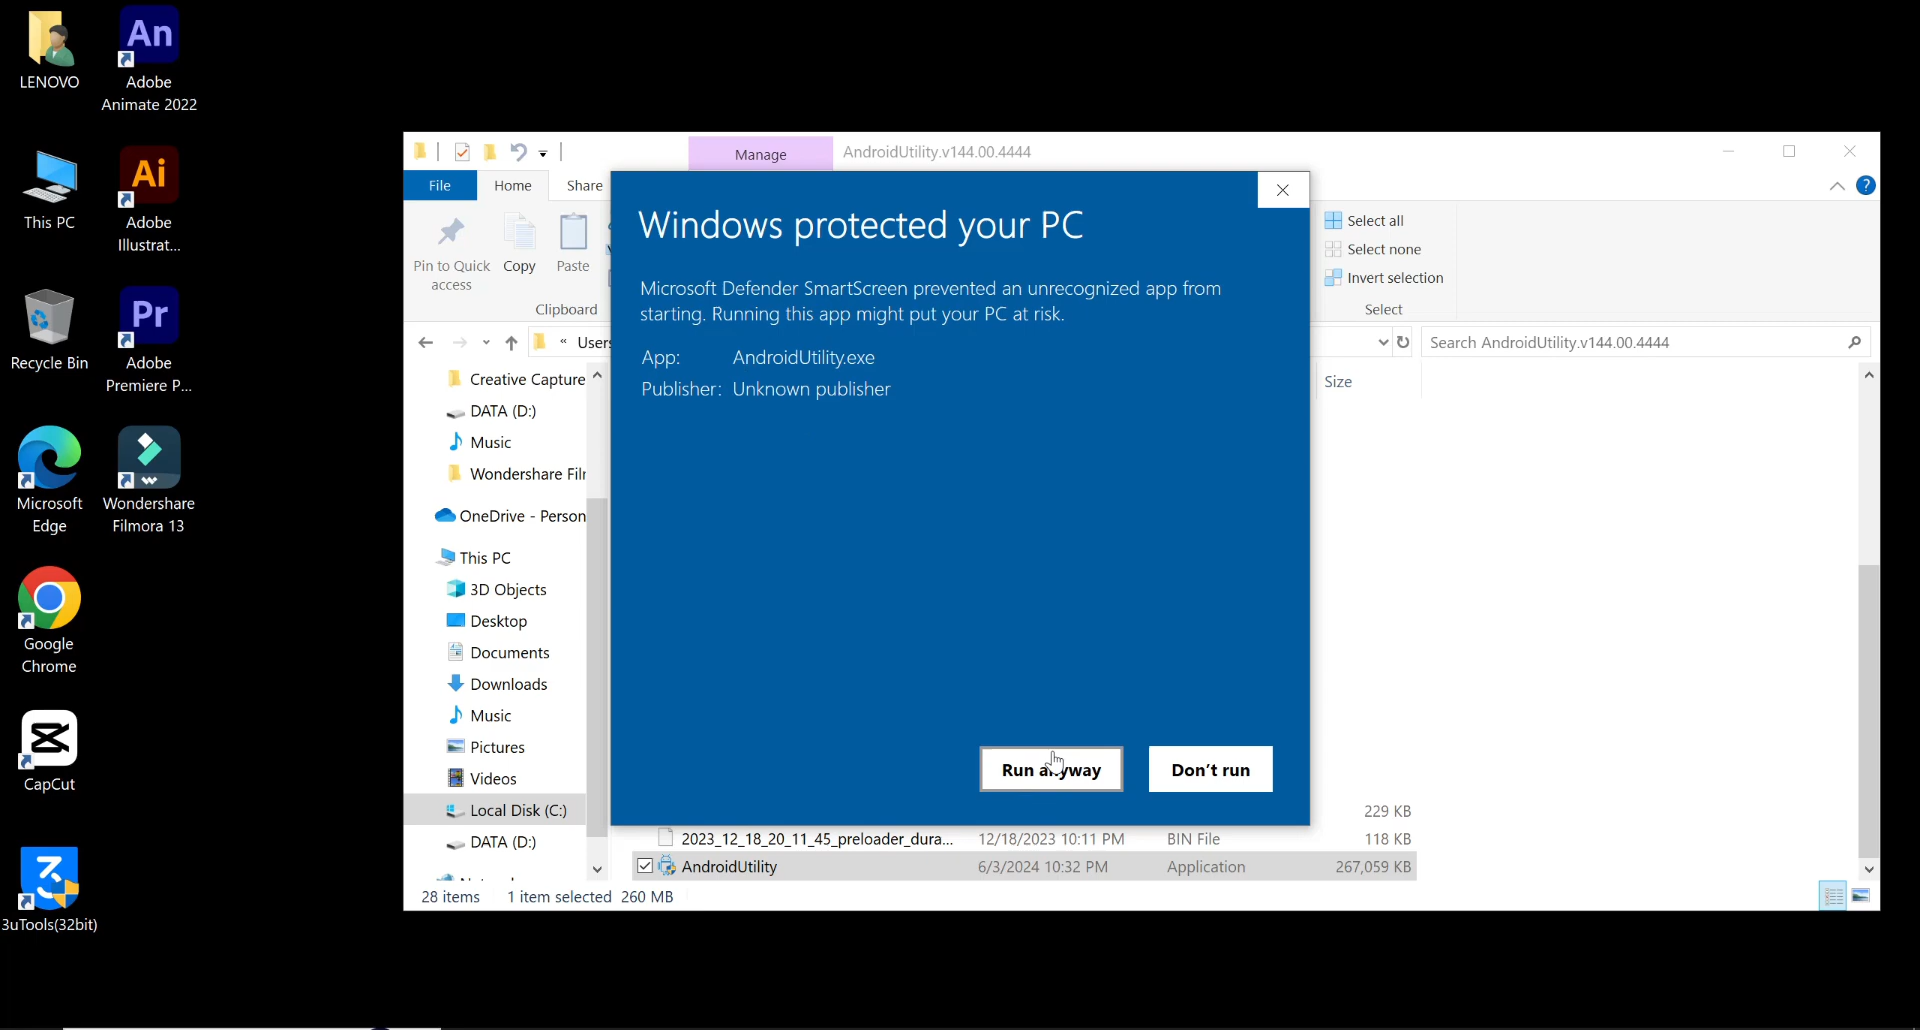 LENOVO
Adobe
Animate 2022
This PC
Adobe
Illustrat...
Recycle Bin
Adobe
Premiere P...
Microsoft
Edge
Wondershare
Filmora 13
Google
Chrome
CapCut
3uTools(32bit)
Manage
AndroidUtility.v144.00.4444
File
Home
Share
Pin to Quick
access
Copy
Paste
Clipboard
Select all
Select none
Invert selection
Select
« Users
Search AndroidUtility.v144.00.4444
Size
Creative Capture
DATA (D:)
Music
Wondershare Film
OneDrive - Person
This PC
3D Objects
Desktop
Documents
Downloads
Music
Pictures
Videos
Local Disk (C:)
DATA (D:)
Windows protected your PC
Microsoft Defender SmartScreen prevented an unrecognized app from
starting. Running this app might put your PC at risk.
App: AndroidUtility.exe
Publisher: Unknown publisher
Run anyway
Don't run
229 KB
2023_12_18_20_11_45_preloader_dura... 12/18/2023 10:11 PM BIN File 118 KB
AndroidUtility 6/3/2024 10:32 PM Application 267,059 KB
28 items 1 item selected 260 MB